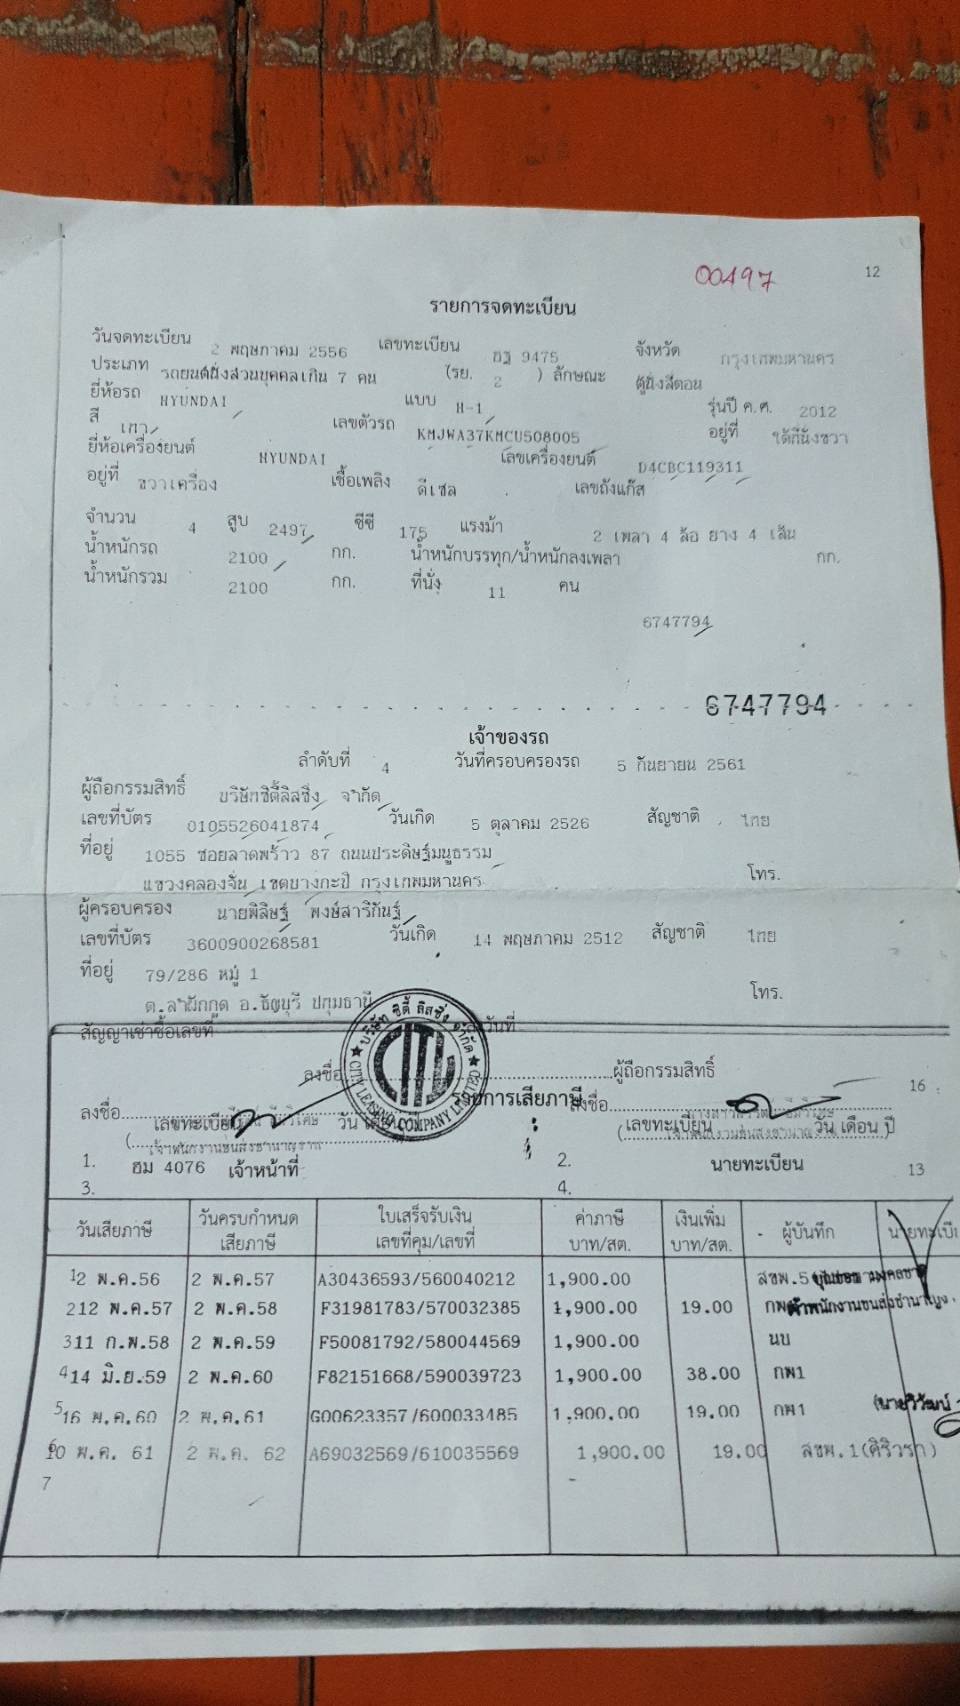 00497
12
รายการจดทะเบียน
วันจดทะเบียน 2 พฤษภาคม 2556 เลขทะเบียน ฮฐ 9475 จังหวัด กรุงเทพมหานคร
ประเภท รถยนต์นั่งส่วนบุคคลเกิน 7 คน (รย. 2 ) ลักษณะ ตู้นั่งสี่ตอน
ยี่ห้อรถ HYUNDAI แบบ H-1 รุ่นปี ค.ศ. 2012
สี เทา เลขตัวรถ KMJWA37KMCU508005 อยู่ที่ ใต้ที่นั่งขวา
ยี่ห้อเครื่องยนต์ HYUNDAI เลขเครื่องยนต์ D4CBC119311
อยู่ที่ ขวาเครื่อง เชื้อเพลิง ดีเซล เลขถังแก๊ส
จำนวน 4 สูบ 2497 ซีซี 175 แรงม้า 2 เพลา 4 ล้อ ยาง 4 เส้น
น้ำหนักรถ 2100 กก. น้ำหนักบรรทุก/น้ำหนักลงเพลา กก.
น้ำหนักรวม 2100 กก. ที่นั่ง 11 คน
6747794
6747794
เจ้าของรถ
ลำดับที่ 4 วันที่ครอบครองรถ 5 กันยายน 2561
ผู้ถือกรรมสิทธิ์ บริษัทซิตี้ลิสซิ่ง จำกัด
เลขที่บัตร 0105526041874 วันเกิด 5 ตุลาคม 2526 สัญชาติ ไทย
ที่อยู่ 1055 ซอยลาดพร้าว 87 ถนนประดิษฐ์มนูธรรม
แขวงคลองจั่น เขตบางกะปิ กรุงเทพมหานคร โทร.
ผู้ครอบครอง นายพิสิษฐ์ พงษ์สาริกันฐ์
เลขที่บัตร 3600900268581 วันเกิด 14 พฤษภาคม 2512 สัญชาติ ไทย
ที่อยู่ 79/286 หมู่ 1 โทร.
ต.ลำผักกูด อ.ธัญบุรี ปทุมธานี
สัญญาเช่าซื้อเลขที่ ลงวันที่
บริษัท ซิตี้ ลิสซิ่ง จำกัด
CITY LEASING COMPANY LIMITED
ลงชื่อ ผู้ถือกรรมสิทธิ์
รายการเสียภาษี 16
ลงชื่อ ลงชื่อ
เลขทะเบียน วัน เลขทะเบียน วัน เดือน ปี
เจ้าพนักงานขนส่งชำนาญงาน
1. ฮม 4076 เจ้าหน้าที่ 2. นายทะเบียน 13
3. 4.
วันเสียภาษี วันครบกำหนดเสียภาษี ใบเสร็จรับเงิน เลขที่คุม/เลขที่ ค่าภาษี บาท/สต. เงินเพิ่ม บาท/สต. ผู้บันทึก นายทะเบี
1 2 พ.ค.56 2 พ.ค.57 A30436593/560040212 1,900.00 สขพ.5
2 12 พ.ค.57 2 พ.ค.58 F31981783/570032385 1,900.00 19.00 เจ้าพนักงานขนส่งชำนาญง
3 11 ก.พ.58 2 พ.ค.59 F50081792/580044569 1,900.00 นบ
4 14 มิ.ย.59 2 พ.ค.60 F82151668/590039723 1,900.00 38.00 กพ1
5 16 พ.ค.60 2 พ.ค.61 G00623357/600033485 1,900.00 19.00 กพ1 (นายวิวัฒน์
6 10 พ.ค. 61 2 พ.ค. 62 A69032569/610035569 1,900.00 19.00 สขพ.1(ศิริวรา)
7 -